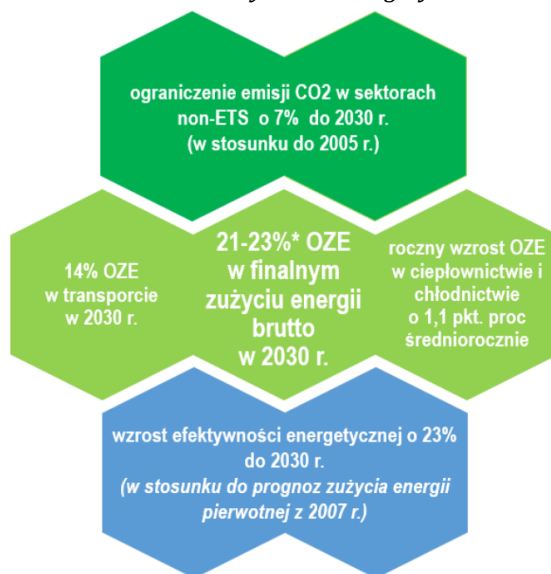 ograniczenie emisji CO2 w sektorach
non-ETS o 7% do 2030 r.
(w stosunku do 2005 r.)
14% OZE
w transporcie
w 2030 r.
21-23%* OZE
w finalnym
zużyciu energii
brutto
w 2030 r.
roczny wzrost OZE
w ciepłownictwie i
chłodnictwie
o 1,1 pkt. proc
średniorocznie
wzrost efektywności energetycznej o 23%
do 2030 r.
(w stosunku do prognoz zużycia energii
pierwotnej z 2007 r.)